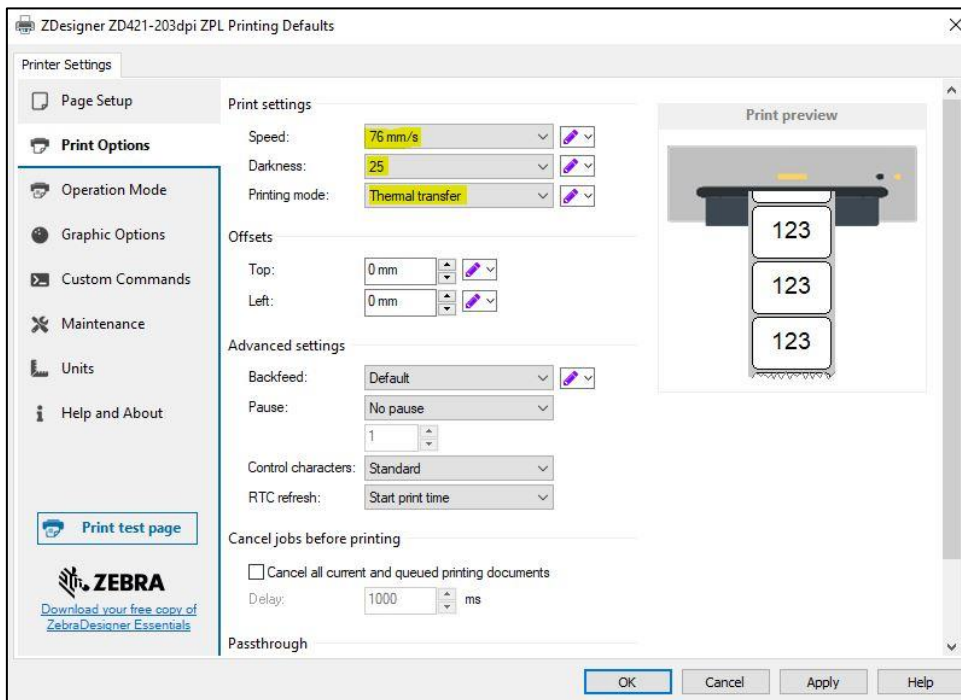 ZDesigner ZD421-203dpi ZPL Printing Defaults
Printer Settings
Page Setup
Print Options
Operation Mode
Graphic Options
Custom Commands
Maintenance
Units
Help and About
Print test page
ZEBRA
Download your free copy of
ZebraDesigner Essentials
Print settings
Speed: 76 mm/s
Darkness: 25
Printing mode: Thermal transfer
Offsets
Top: 0 mm
Left: 0 mm
Advanced settings
Backfeed: Default
Pause: No pause
1
Control characters: Standard
RTC refresh: Start print time
Cancel jobs before printing
Cancel all current and queued printing documents
Delay: 1000 ms
Passthrough
Print preview
123
123
123
OK Cancel Apply Help